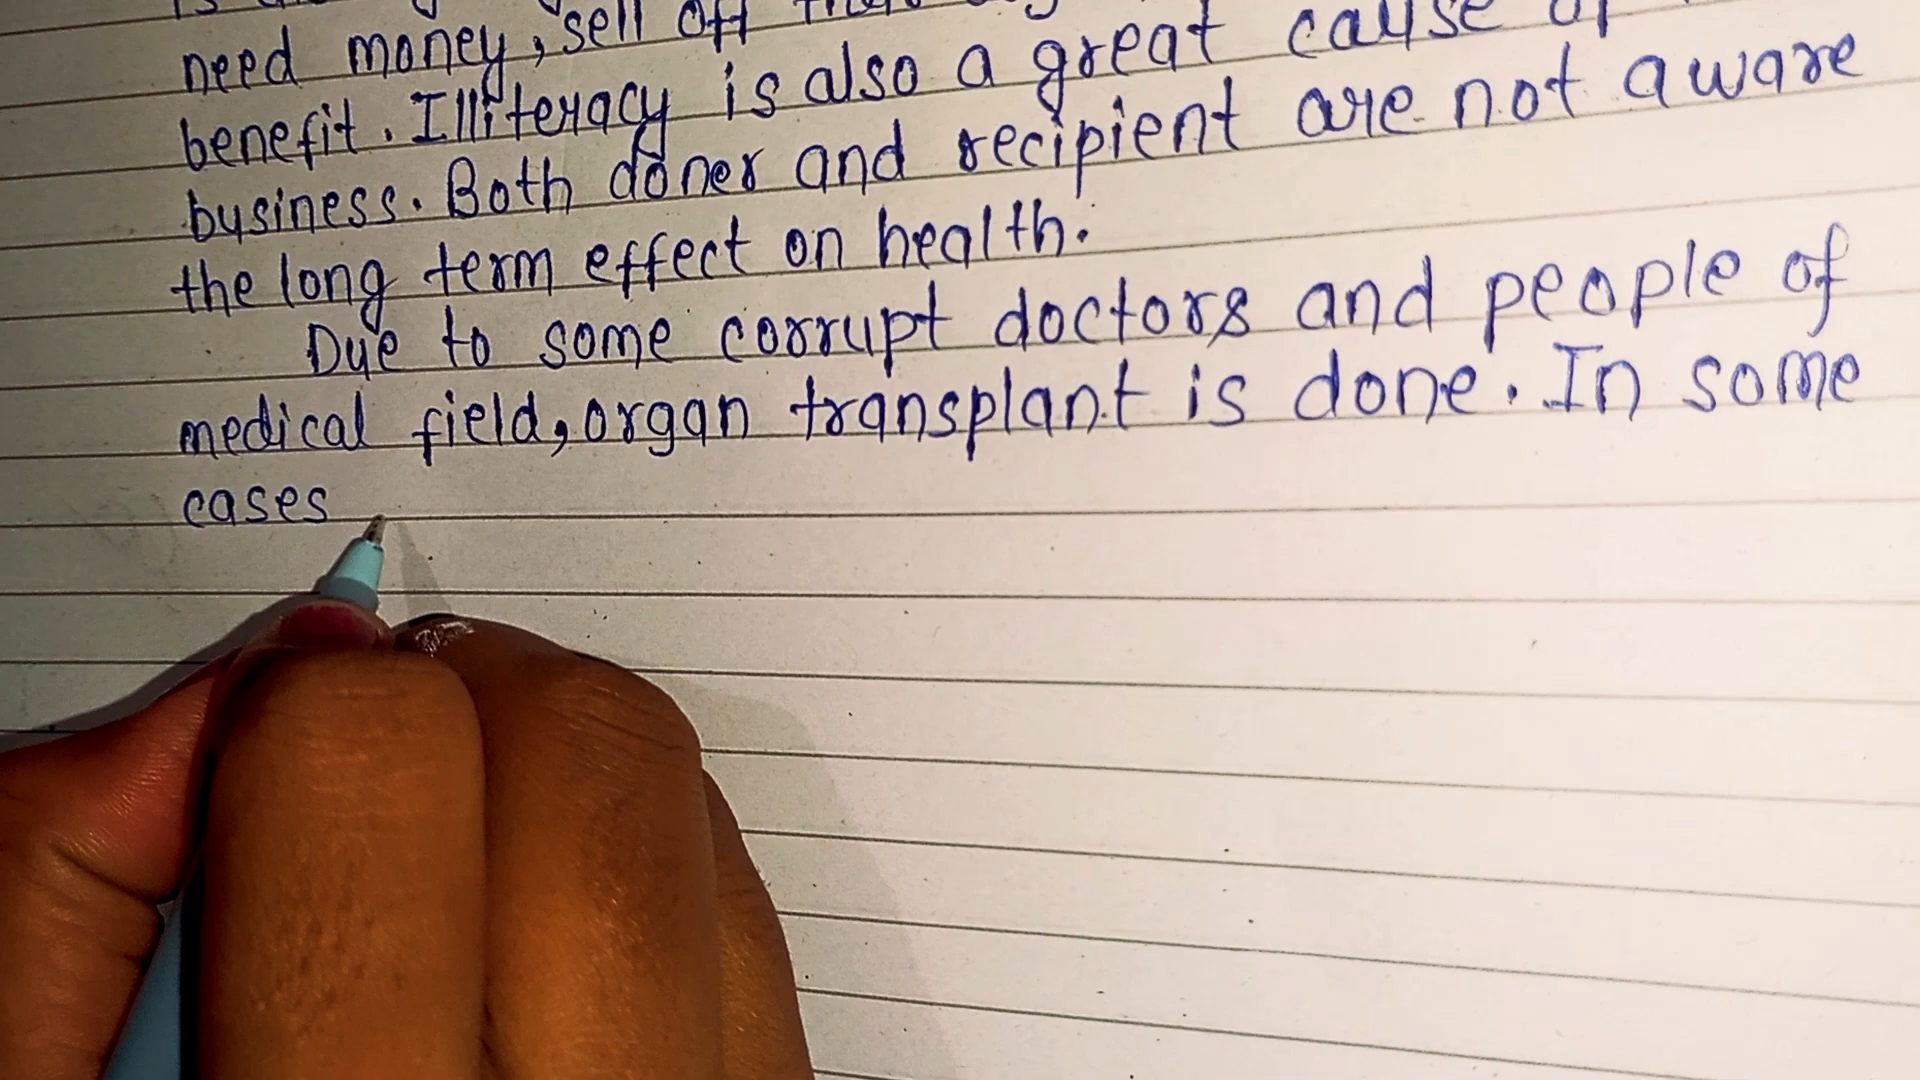 need money, sell off
benefit. Illiteracy is also a great cause of
business. Both doner and recipient are not aware
the long term effect on health.
Due to some corrupt doctors and people of
medical field, organ transplant is done. In some
cases